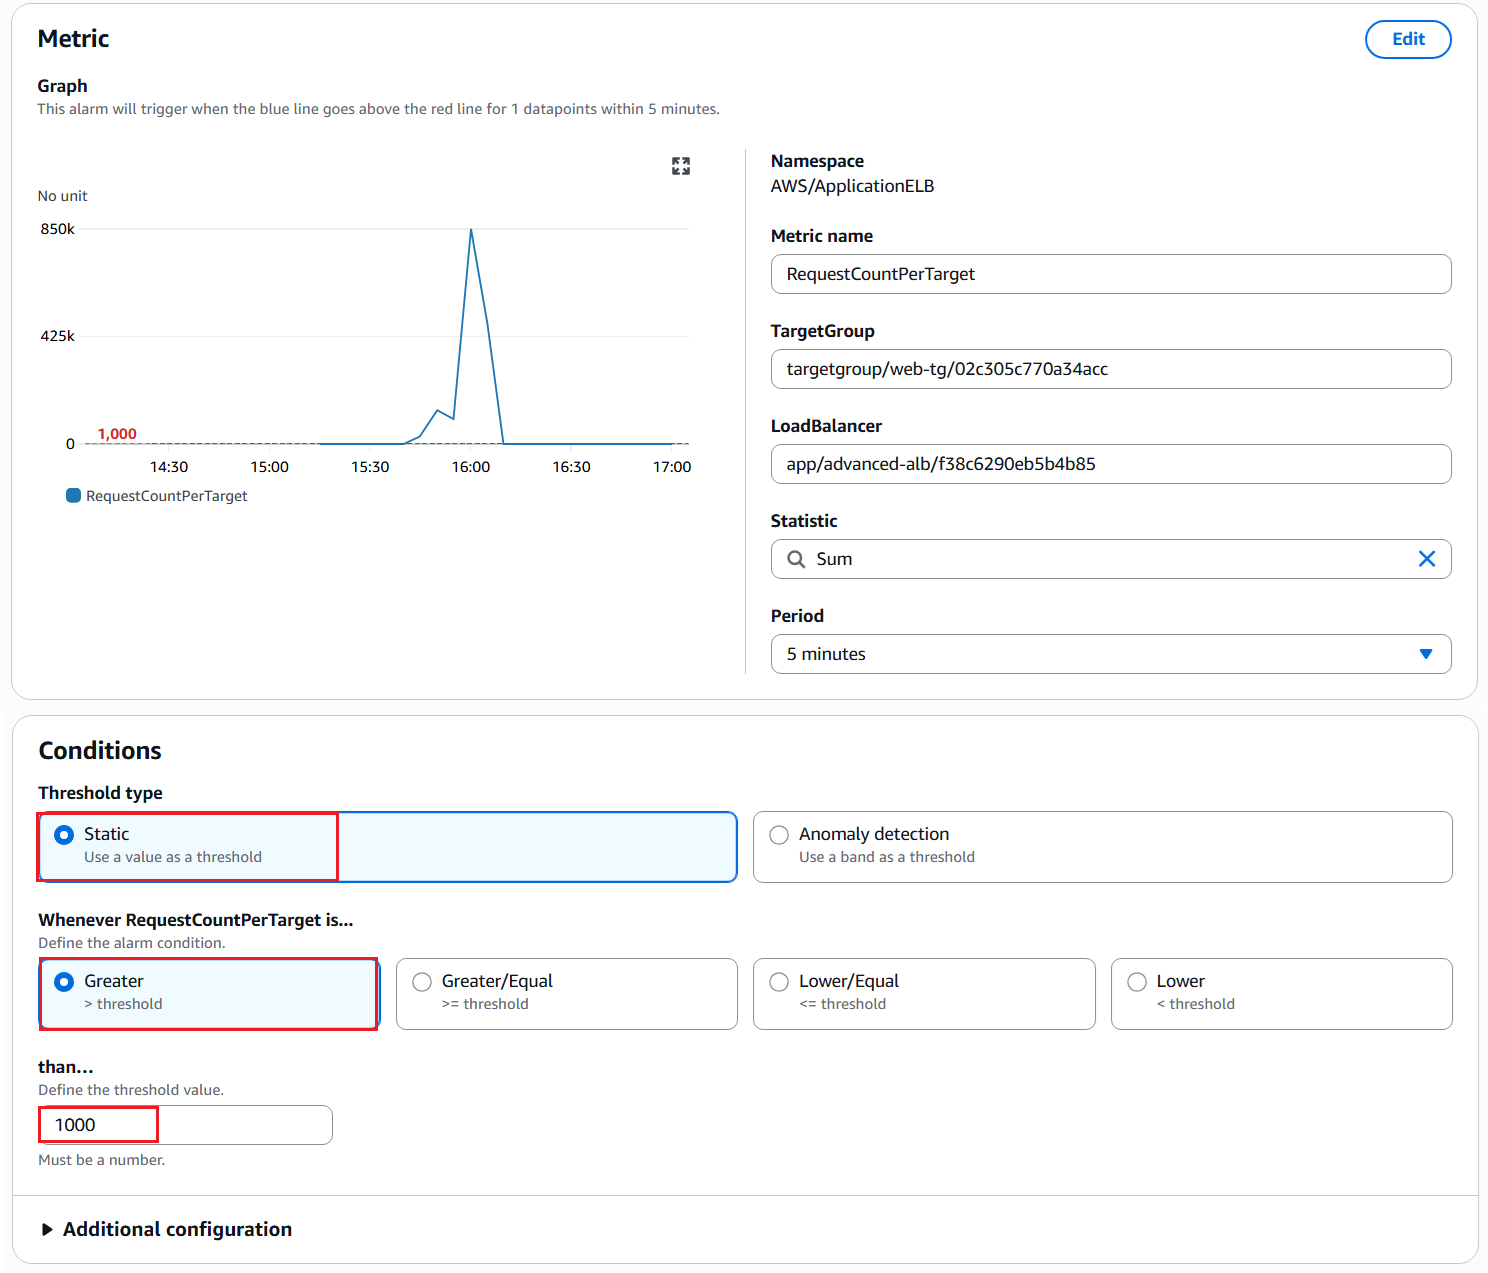 Metric
Edit
Graph
This alarm will trigger when the blue line goes above the red line for 1 datapoints within 5 minutes.
No unit
850k
425k
1,000
0
14:30 15:00 15:30 16:00 16:30 17:00
RequestCountPerTarget
Namespace
AWS/ApplicationELB
Metric name
RequestCountPerTarget
TargetGroup
targetgroup/web-tg/02c305c770a34acc
LoadBalancer
app/advanced-alb/f38c6290eb5b4b85
Statistic
Sum
Period
5 minutes
Conditions
Threshold type
Static
Use a value as a threshold
Anomaly detection
Use a band as a threshold
Whenever RequestCountPerTarget is...
Define the alarm condition.
Greater
> threshold
Greater/Equal
>= threshold
Lower/Equal
<= threshold
Lower
< threshold
than...
Define the threshold value.
1000
Must be a number.
Additional configuration